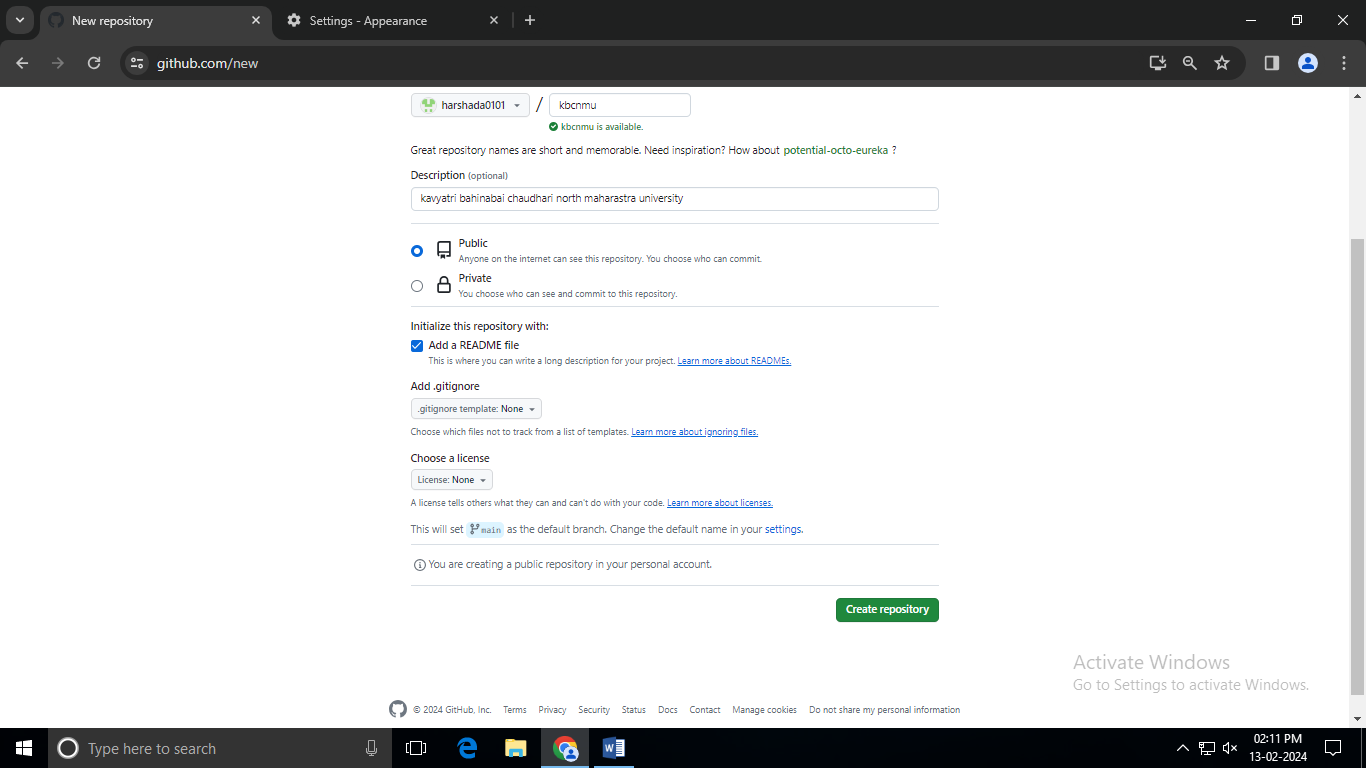 New repository
Settings - Appearance
github.com/new
harshada0101 / kbcnmu
kbcnmu is available.
Great repository names are short and memorable. Need inspiration? How about potential-octo-eureka ?
Description (optional)
kavyatri bahinabai chaudhari north maharastra university
Public
Anyone on the internet can see this repository. You choose who can commit.
Private
You choose who can see and commit to this repository.
Initialize this repository with:
Add a README file
This is where you can write a long description for your project. Learn more about READMEs.
Add .gitignore
.gitignore template: None
Choose which files not to track from a list of templates. Learn more about ignoring files.
Choose a license
License: None
A license tells others what they can and can't do with your code. Learn more about licenses.
This will set main as the default branch. Change the default name in your settings.
You are creating a public repository in your personal account.
Create repository
Activate Windows
Go to Settings to activate Windows.
© 2024 GitHub, Inc. Terms Privacy Security Status Docs Contact Manage cookies Do not share my personal information
Type here to search
02:11 PM
13-02-2024